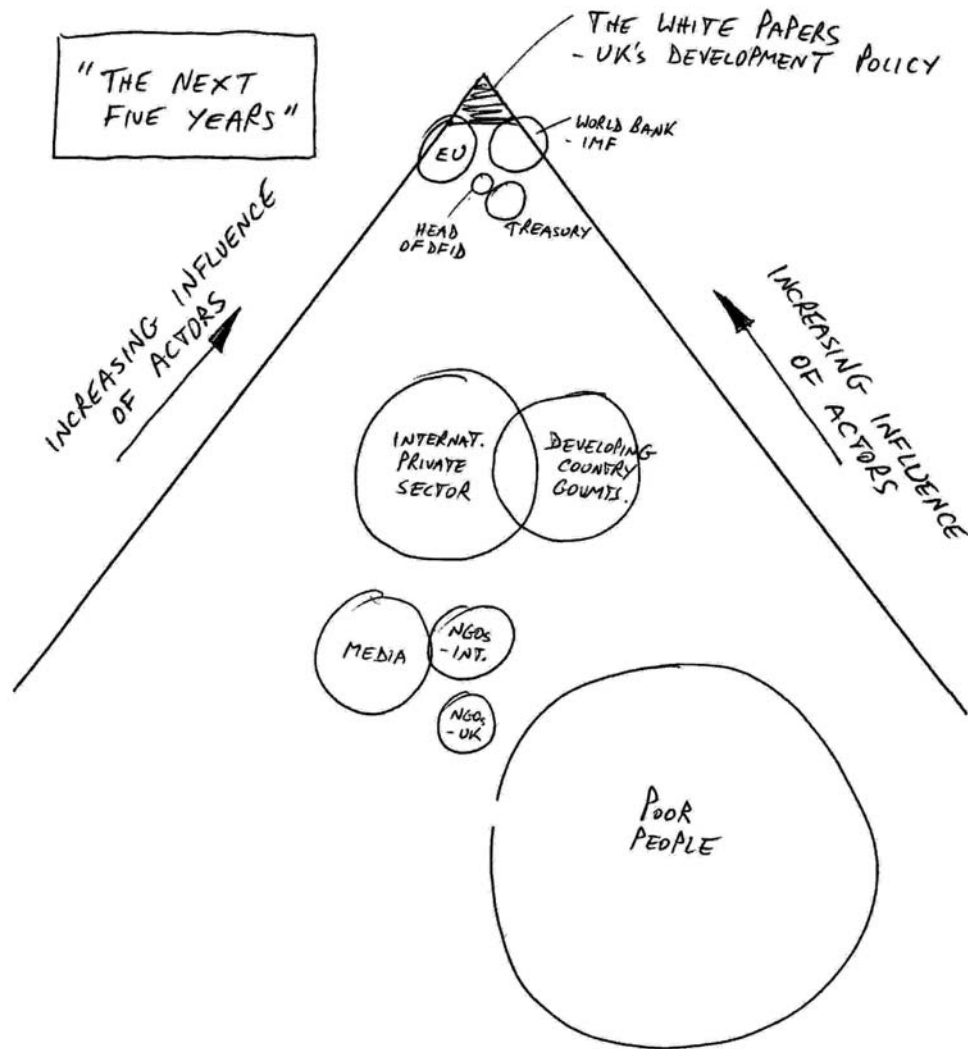 THE WHITE PAPERS
- UK'S DEVELOPMENT POLICY
"THE NEXT
FIVE YEARS"
WORLD BANK
- IMF
EU
HEAD
OF DFID
TREASURY
INCREASING INFLUENCE
OF ACTORS
INCREASING INFLUENCE
OF ACTORS
INTERNAT.
PRIVATE
SECTOR
DEVELOPING
COUNTRY
GOVMTS.
MEDIA
NGOs
- INT.
NGOs
- UK
POOR
PEOPLE